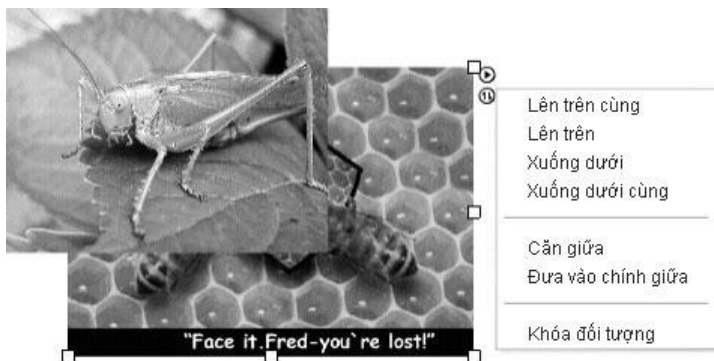 Lên trên cùng
Lên trên
Xuống dưới
Xuống dưới cùng
Căn giữa
Đưa vào chính giữa
Khóa đối tượng
"Face it.Fred-you`re lost!"